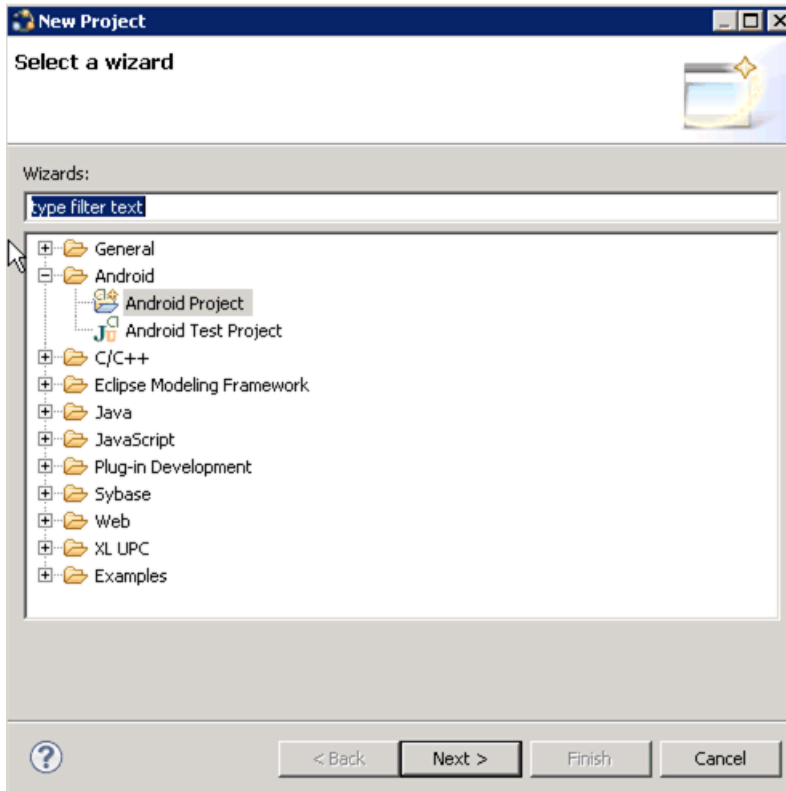 New Project
Select a wizard
Wizards:
type filter text
General
Android
Android Project
Android Test Project
C/C++
Eclipse Modeling Framework
Java
JavaScript
Plug-in Development
Sybase
Web
XL UPC
Examples
? < Back Next > Finish Cancel